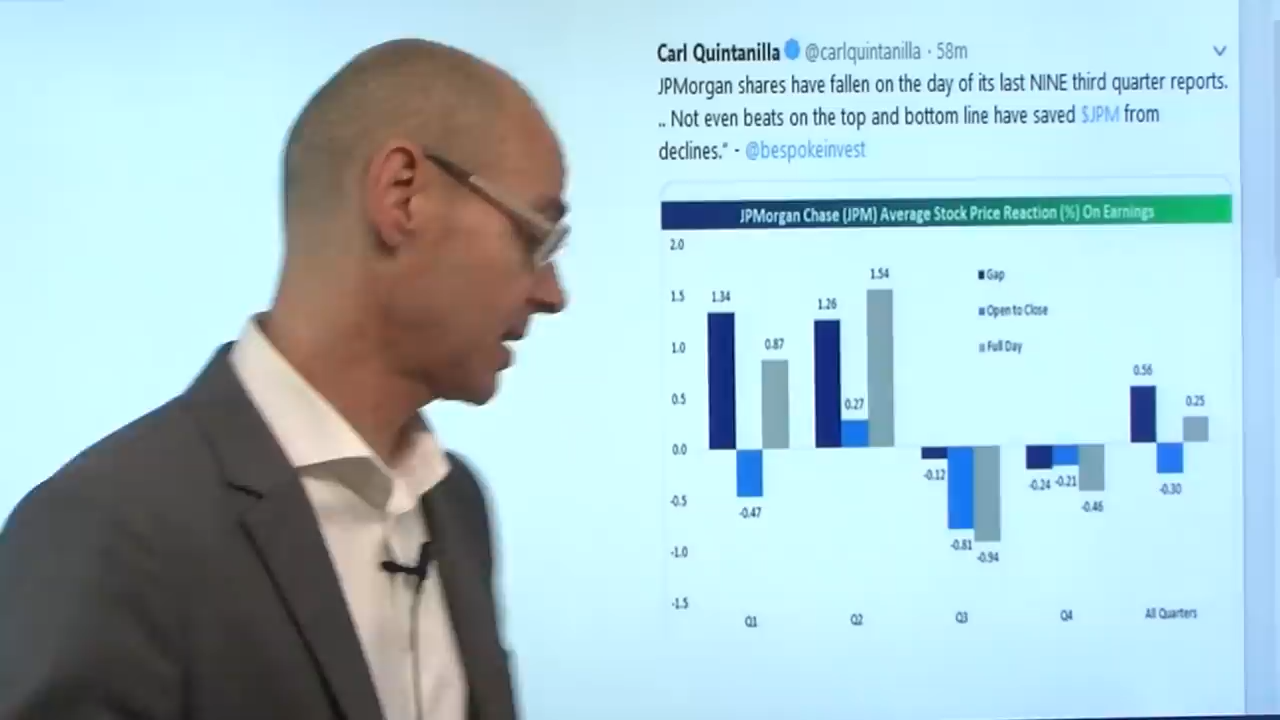 Carl Quintanilla @carlquintanilla · 58m
JPMorgan shares have fallen on the day of its last NINE third quarter reports.
.. Not even beats on the top and bottom line have saved $JPM from
declines." - @bespokeinvest
JPMorgan Chase (JPM) Average Stock Price Reaction (%) On Earnings
2.0
1.5
1.0
0.5
0.0
-0.5
-1.0
-1.5
Gap
Open to Close
Full Day
1.34
-0.47
0.87
1.26
0.27
1.54
-0.12
-0.81
-0.94
-0.24
-0.21
-0.46
0.56
-0.30
0.25
Q1
Q2
Q3
Q4
All Quarters